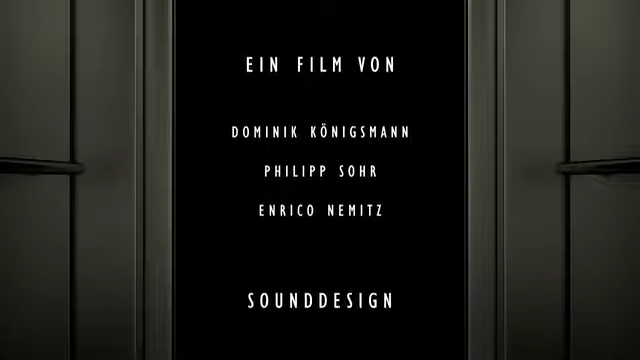 EIN FILM VON
DOMINIK KÖNIGSMANN
PHILIPP SOHR
ENRICO NEMITZ
SOUNDDESIGN